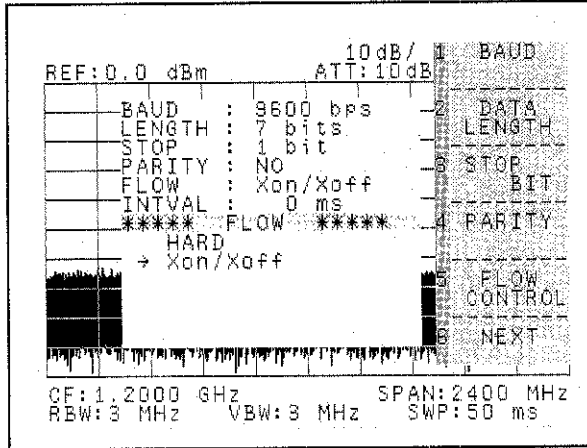 10dB/
REF:0.0 dBm ATT:10dB
BAUD : 9600 bps
LENGTH : 7 bits
STOP : 1 bit
PARITY : NO
FLOW : Xon/Xoff
INTVAL : 0 ms
***** FLOW *****
HARD
→ Xon/Xoff
1 BAUD
2 DATA
LENGTH
3 STOP
BIT
4 PARITY
5 FLOW
CONTROL
6 NEXT
CF:1.2000 GHz SPAN:2400 MHz
RBW:3 MHz VBW:3 MHz SWP:50 ms